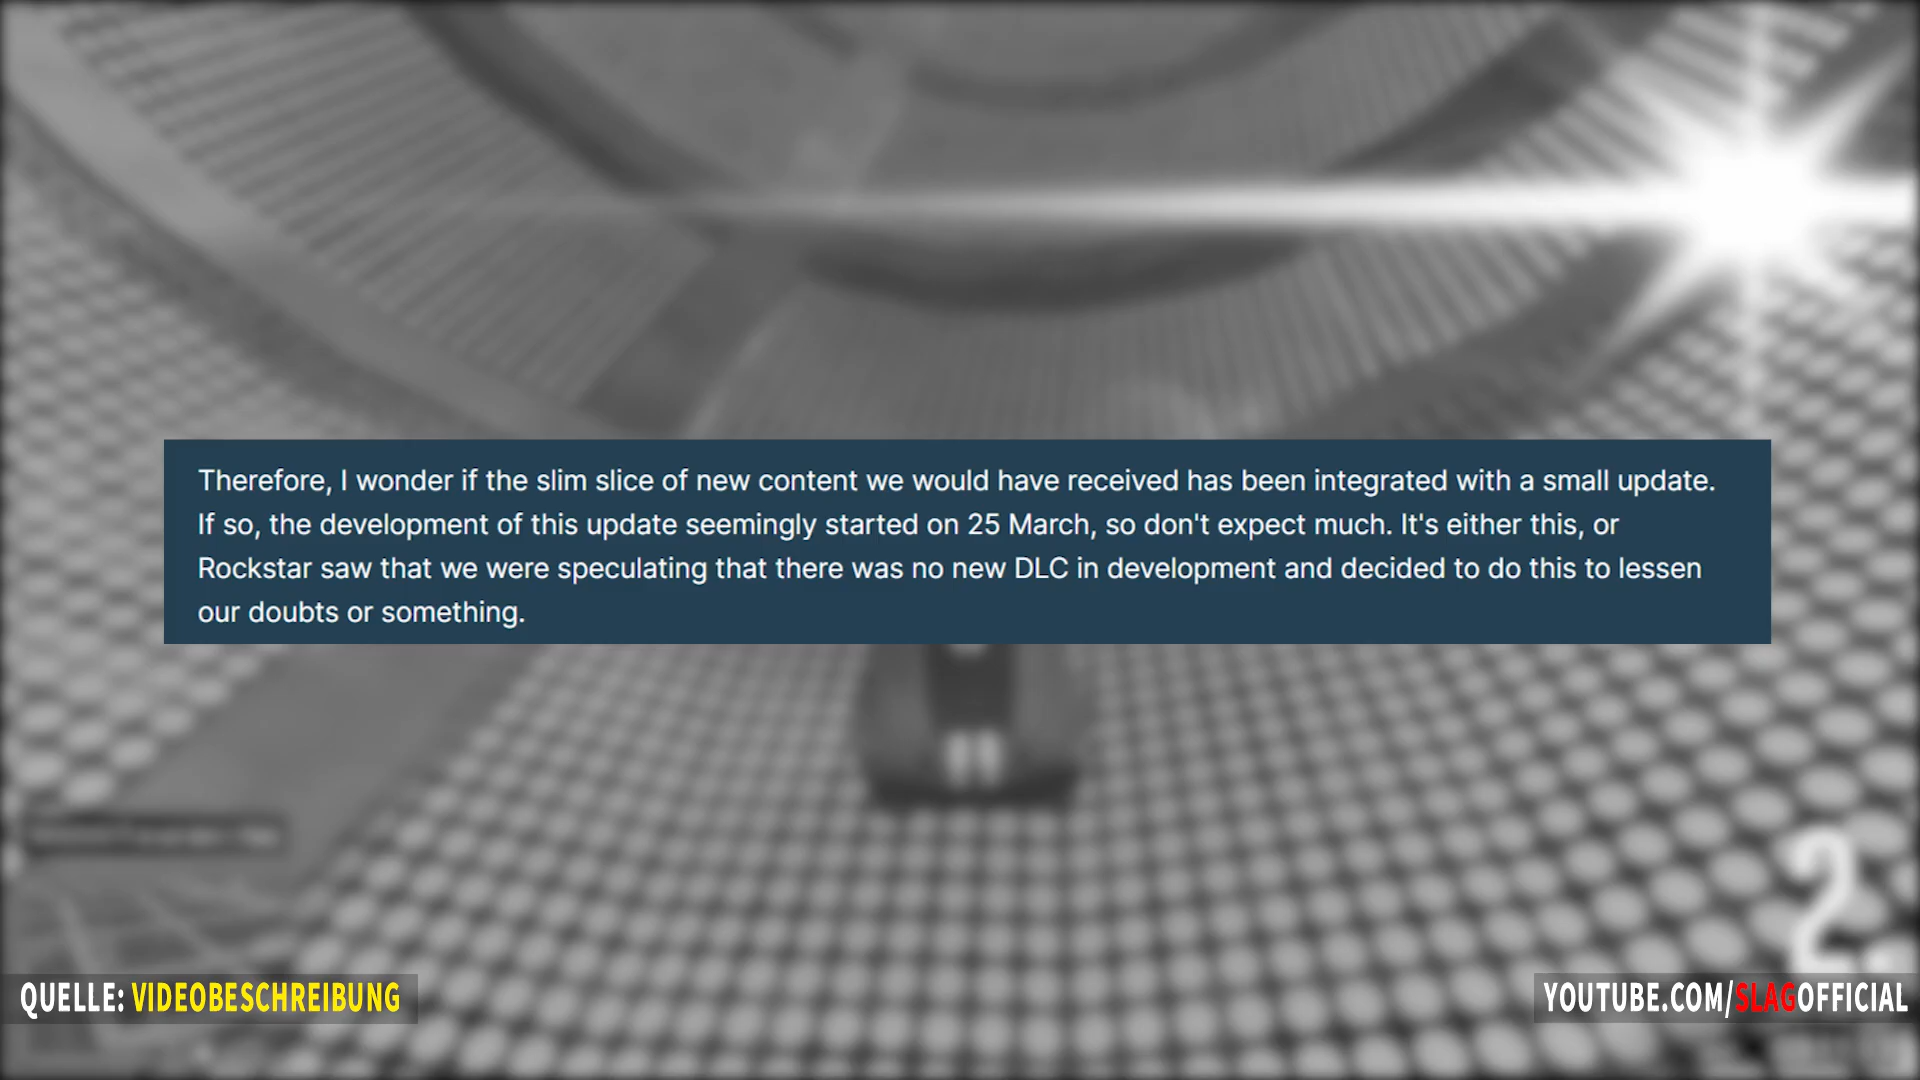 Therefore, I wonder if the slim slice of new content we would have received has been integrated with a small update.
If so, the development of this update seemingly started on 25 March, so don't expect much. It's either this, or
Rockstar saw that we were speculating that there was no new DLC in development and decided to do this to lessen
our doubts or something.
2
QUELLE: VIDEOBESCHREIBUNG
YOUTUBE.COM/SLAGOFFICIAL